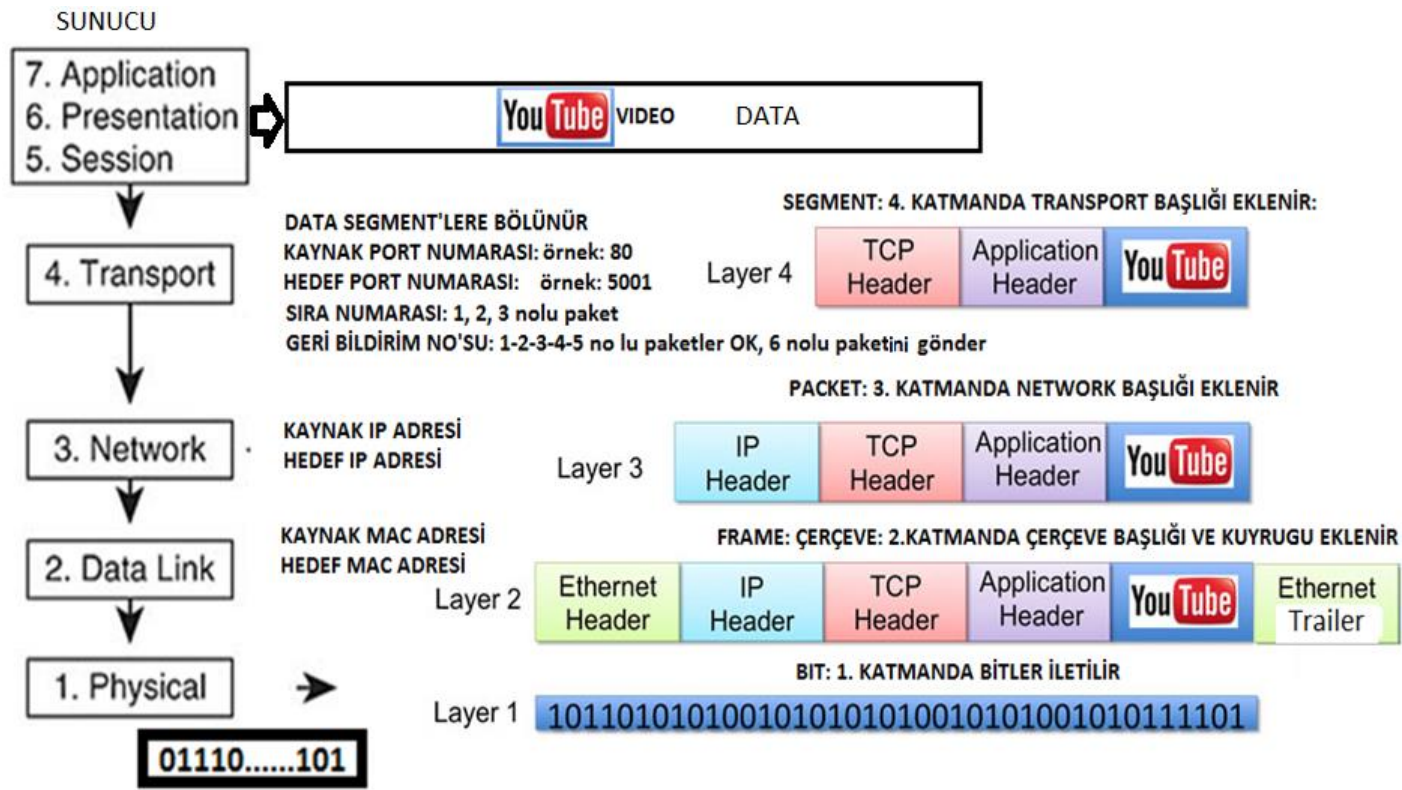 SUNUCU
7. Application
6. Presentation
5. Session
YouTube VIDEO DATA
4. Transport
DATA SEGMENT'LERE BÖLÜNÜR
KAYNAK PORT NUMARASI: örnek: 80
HEDEF PORT NUMARASI: örnek: 5001
SIRA NUMARASI: 1, 2, 3 nolu paket
GERİ BİLDİRİM NO'SU: 1-2-3-4-5 no lu paketler OK, 6 nolu paketini gönder
SEGMENT: 4. KATMANDA TRANSPORT BAŞLIĞI EKLENİR:
Layer 4
TCP Header
Application Header
YouTube
3. Network
KAYNAK IP ADRESİ
HEDEF IP ADRESİ
PACKET: 3. KATMANDA NETWORK BAŞLIĞI EKLENİR
Layer 3
IP Header
TCP Header
Application Header
YouTube
2. Data Link
KAYNAK MAC ADRESİ
HEDEF MAC ADRESİ
FRAME: ÇERÇEVE: 2.KATMANDA ÇERÇEVE BAŞLIĞI VE KUYRUGU EKLENİR
Layer 2
Ethernet Header
IP Header
TCP Header
Application Header
YouTube
Ethernet Trailer
1. Physical
BIT: 1. KATMANDA BİTLER İLETİLİR
Layer 1
1011010101001010101010010101001010111101
01110......101